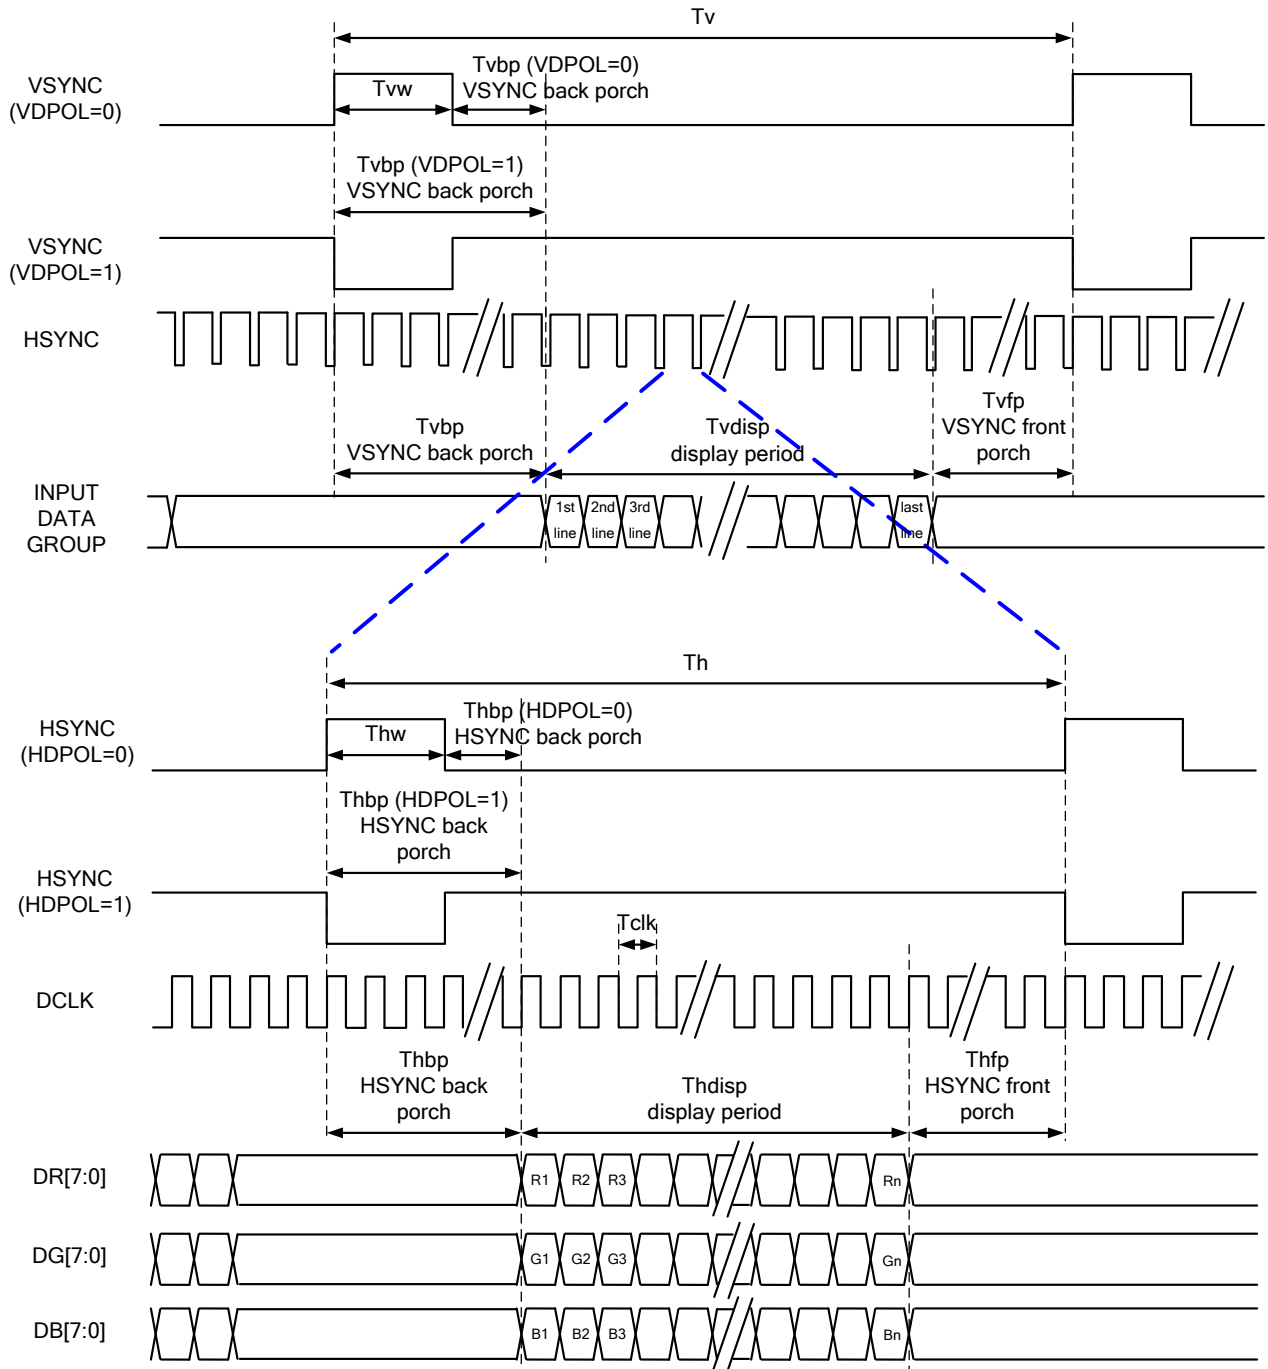 Tv
VSYNC
(VDPOL=0)
Tvw
Tvbp (VDPOL=0)
VSYNC back porch
Tvbp (VDPOL=1)
VSYNC back porch
VSYNC
(VDPOL=1)
HSYNC
Tvbp
VSYNC back porch
Tvdisp
display period
Tvfp
VSYNC front
porch
INPUT
DATA
GROUP
1st
line
2nd
line
3rd
line
last
line
Th
HSYNC
(HDPOL=0)
Thw
Thbp (HDPOL=0)
HSYNC back porch
Thbp (HDPOL=1)
HSYNC back
porch
HSYNC
(HDPOL=1)
Tclk
DCLK
Thbp
HSYNC back
porch
Thdisp
display period
Thfp
HSYNC front
porch
DR[7:0]
R1
R2
R3
Rn
DG[7:0]
G1
G2
G3
Gn
DB[7:0]
B1
B2
B3
Bn